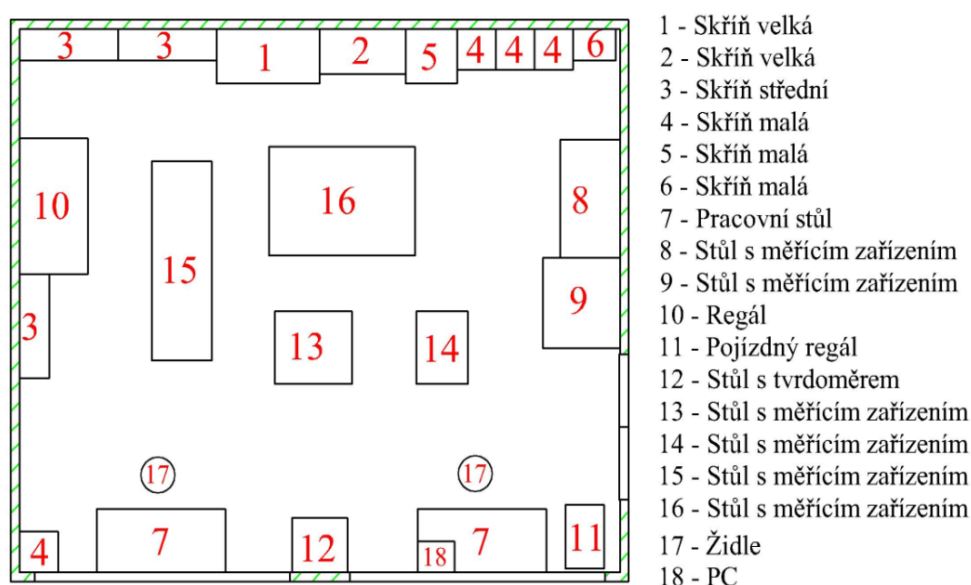 3 3 1 2 5 4 4 4 6
10 15 16 8
3 13 14 9
17 17
4 7 12 18 7 11
1 - Skříň velká
2 - Skříň velká
3 - Skříň střední
4 - Skříň malá
5 - Skříň malá
6 - Skříň malá
7 - Pracovní stůl
8 - Stůl s měřícím zařízením
9 - Stůl s měřícím zařízením
10 - Regál
11 - Pojízdný regál
12 - Stůl s tvrdoměrem
13 - Stůl s měřícím zařízením
14 - Stůl s měřícím zařízením
15 - Stůl s měřícím zařízením
16 - Stůl s měřícím zařízením
17 - Židle
18 - PC